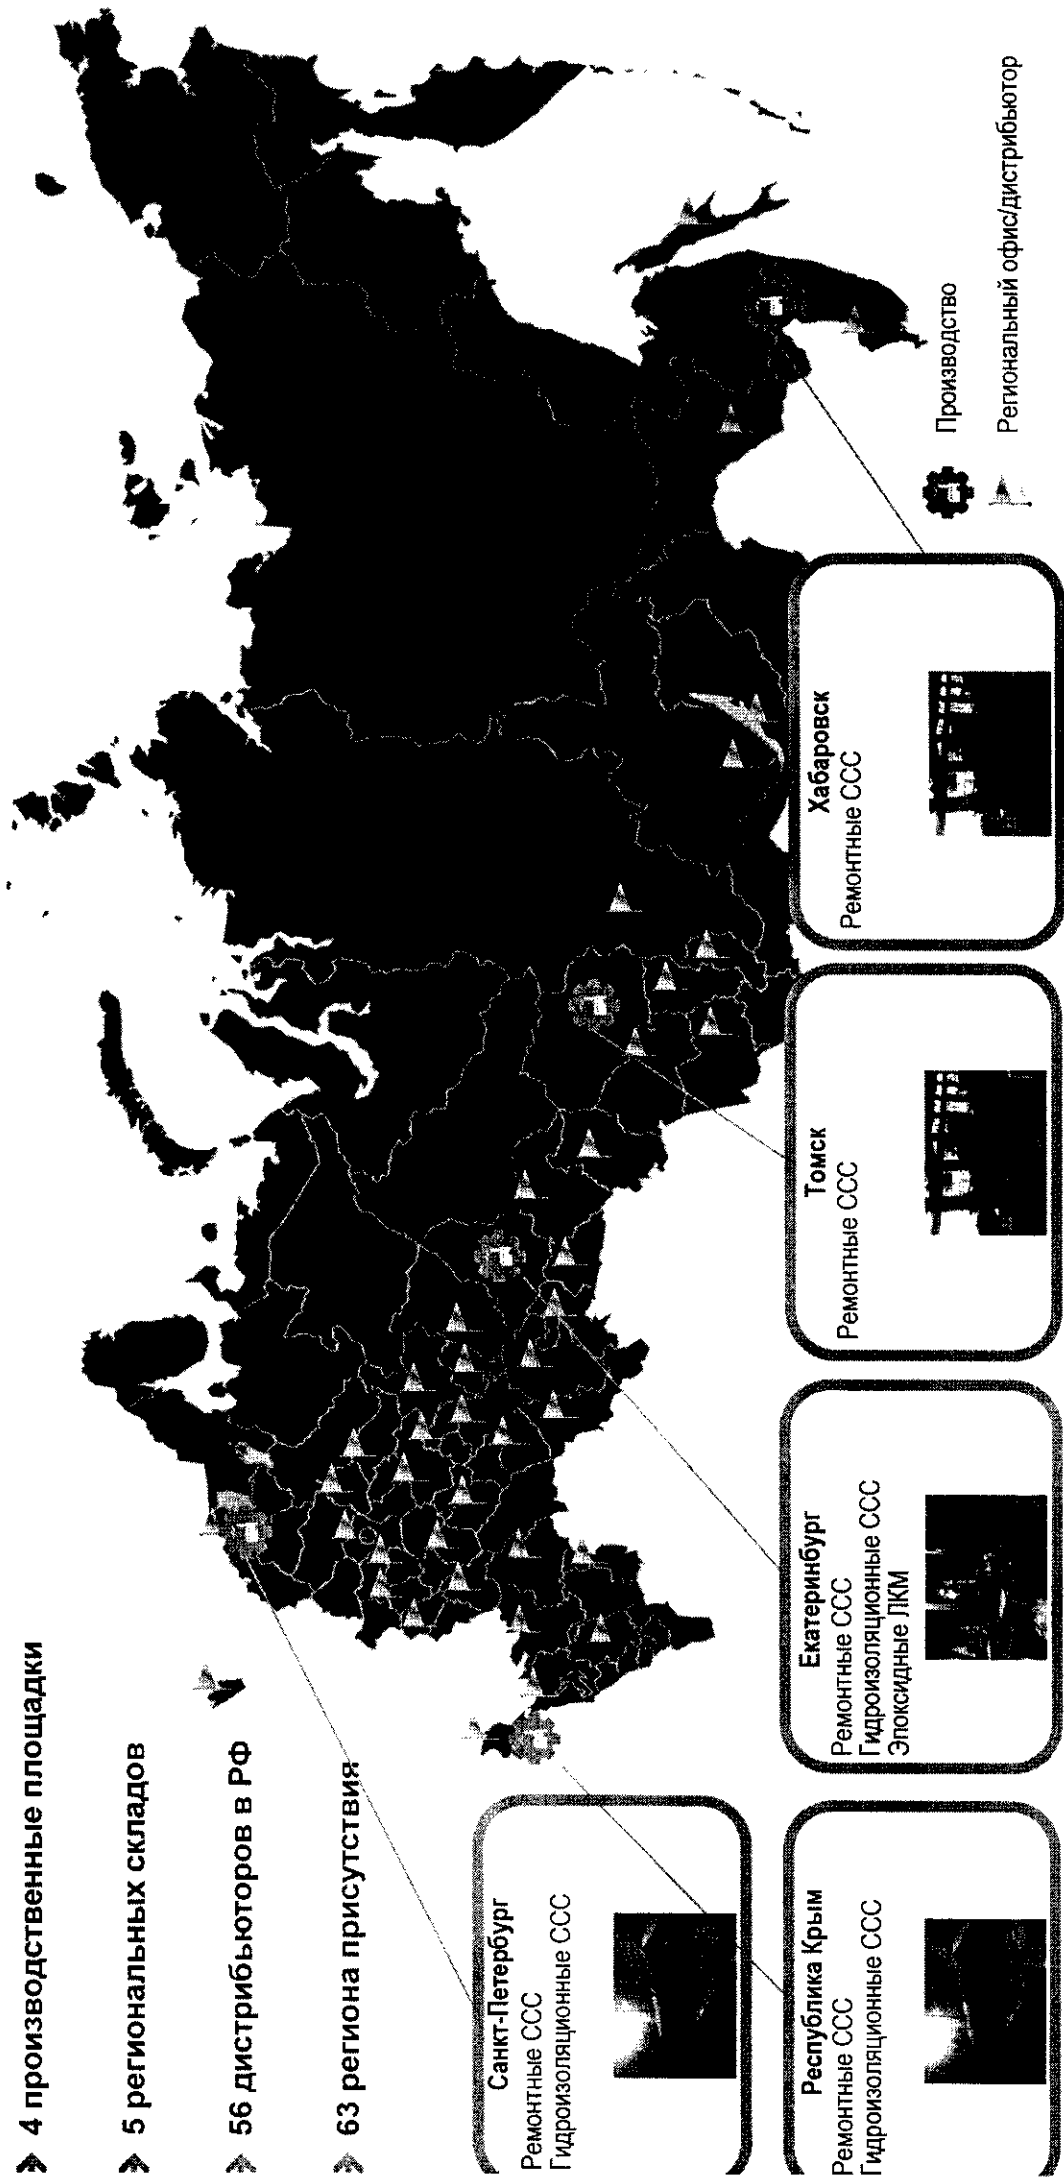 4 производственные площадки
5 региональных складов
56 дистрибьюторов в РФ
63 региона присутствия
Санкт-Петербург
Ремонтные ССС
Гидроизоляционные ССС
Республика Крым
Ремонтные ССС
Гидроизоляционные ССС
Екатеринбург
Ремонтные ССС
Гидроизоляционные ССС
Эпоксидные ЛКМ
Томск
Ремонтные ССС
Хабаровск
Ремонтные ССС
Производство
Региональный офис/дистрибьютор